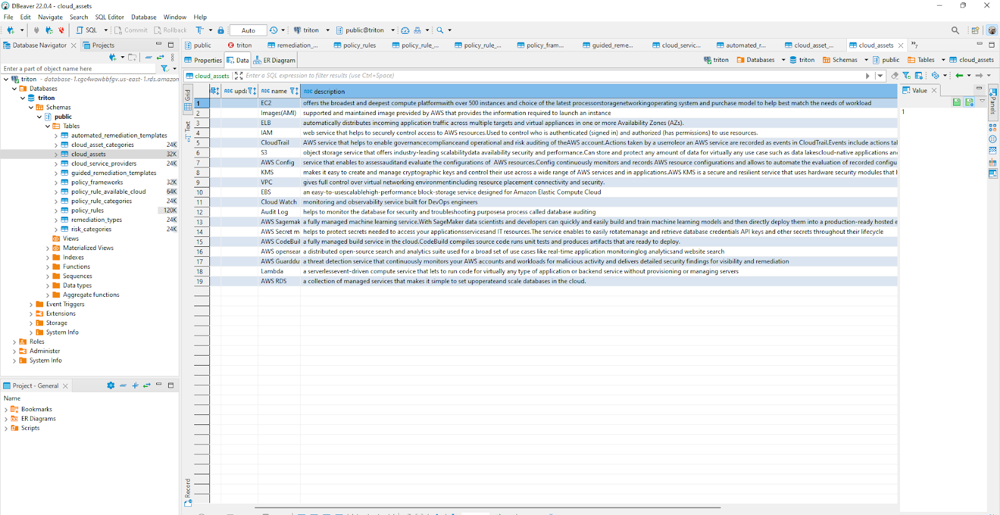 DBeaver 22.0.4 - cloud_assets
File Edit Navigate Search SQL Editor Database Window Help
SQL Commit Rollback Auto triton public@triton
Database Navigator Projects
Enter a part of object name here
triton - database-1.cgc4wowbbfgv.us-east-1.rds.amazon
Databases
triton
Schemas
public
Tables
automated_remediation_templates
cloud_asset_categories 24K
cloud_assets 32K
cloud_service_providers 24K
guided_remediation_templates
policy_frameworks 32K
policy_rule_available_cloud 64K
policy_rule_categories 24K
policy_rules 120K
remediation_types 24K
risk_categories 24K
Views
Materialized Views
Indexes
Functions
Sequences
Data types
Aggregate functions
Event Triggers
Extensions
Storage
System Info
Roles
Administer
System Info
Project - General
Name
Bookmarks
ER Diagrams
Scripts
public triton remediation_... policy_rules policy_rule_... policy_rule_... policy_fram... guided_reme... cloud_servic... automated_r... cloud_asset_... cloud_assets »7
Properties Data ER Diagram triton Databases triton Schemas public Tables cloud_assets
cloud_assets Enter a SQL expression to filter results (use Ctrl+Space)
Grid
Text
Record
ABC upda ABC name ABC description
1 EC2 offers the broadest and deepest compute platformwith over 500 instances and choice of the latest processorstoragenetworkingoperating system and purchase model to help best match the needs of workload
2 Images(AMI) supported and maintained image provided by AWS that provides the information required to launch an instance
3 ELB automatically distributes incoming application traffic across multiple targets and virtual appliances in one or more Availability Zones (AZs).
4 IAM web service that helps to securely control access to AWS resources.Used to control who is authenticated (signed in) and authorized (has permissions) to use resources.
5 CloudTrail AWS service that helps to enable governancecomplianceand operational and risk auditing of theAWS account.Actions taken by a userroleor an AWS service are recorded as events in CloudTrail.Events include actions tak
6 S3 object storage service that offers industry-leading scalabilitydata availability security and performance.Can store and protect any amount of data for virtually any use case such as data lakescloud-native applications an
7 AWS Config service that enables to assessauditand evaluate the configurations of AWS resources.Config continuously monitors and records AWS resource configurations and allows to automate the evaluation of recorded configu
8 KMS makes it easy to create and manage cryptographic keys and control their use across a wide range of AWS services and in applications.AWS KMS is a secure and resilient service that uses hardware security modules that h
9 VPC gives full control over virtual networking environmentincluding resource placement connectivity and security.
10 EBS an easy-to-usescalablehigh-performance block-storage service designed for Amazon Elastic Compute Cloud
11 Cloud Watch monitoring and observability service built for DevOps engineers
12 Audit Log helps to monitor the database for security and troubleshooting purposesa process called database auditing
13 AWS Sagemak a fully managed machine learning service.With SageMaker data scientists and developers can quickly and easily build and train machine learning models and then directly deploy them into a production-ready hosted e
14 AWS Secret m helps to protect secrets needed to access your applicationsservicesand IT resources.The service enables to easily rotatemanage and retrieve database credentials API keys and other secrets throughout their lifecycle
15 AWS CodeBuil a fully managed build service in the cloud.CodeBuild compiles source code runs unit tests and produces artifacts that are ready to deploy.
16 AWS opensear a distributed open-source search and analytics suite used for a broad set of use cases like real-time application monitoringlog analyticsand website search
17 AWS Guarddu a threat detection service that continuously monitors your AWS accounts and workloads for malicious activity and delivers detailed security findings for visibility and remediation
18 Lambda a serverlessevent-driven compute service that lets to run code for virtually any type of application or backend service without provisioning or managing servers
19 AWS RDS a collection of managed services that makes it simple to set upoperateand scale databases in the cloud.
Value
1
Panels